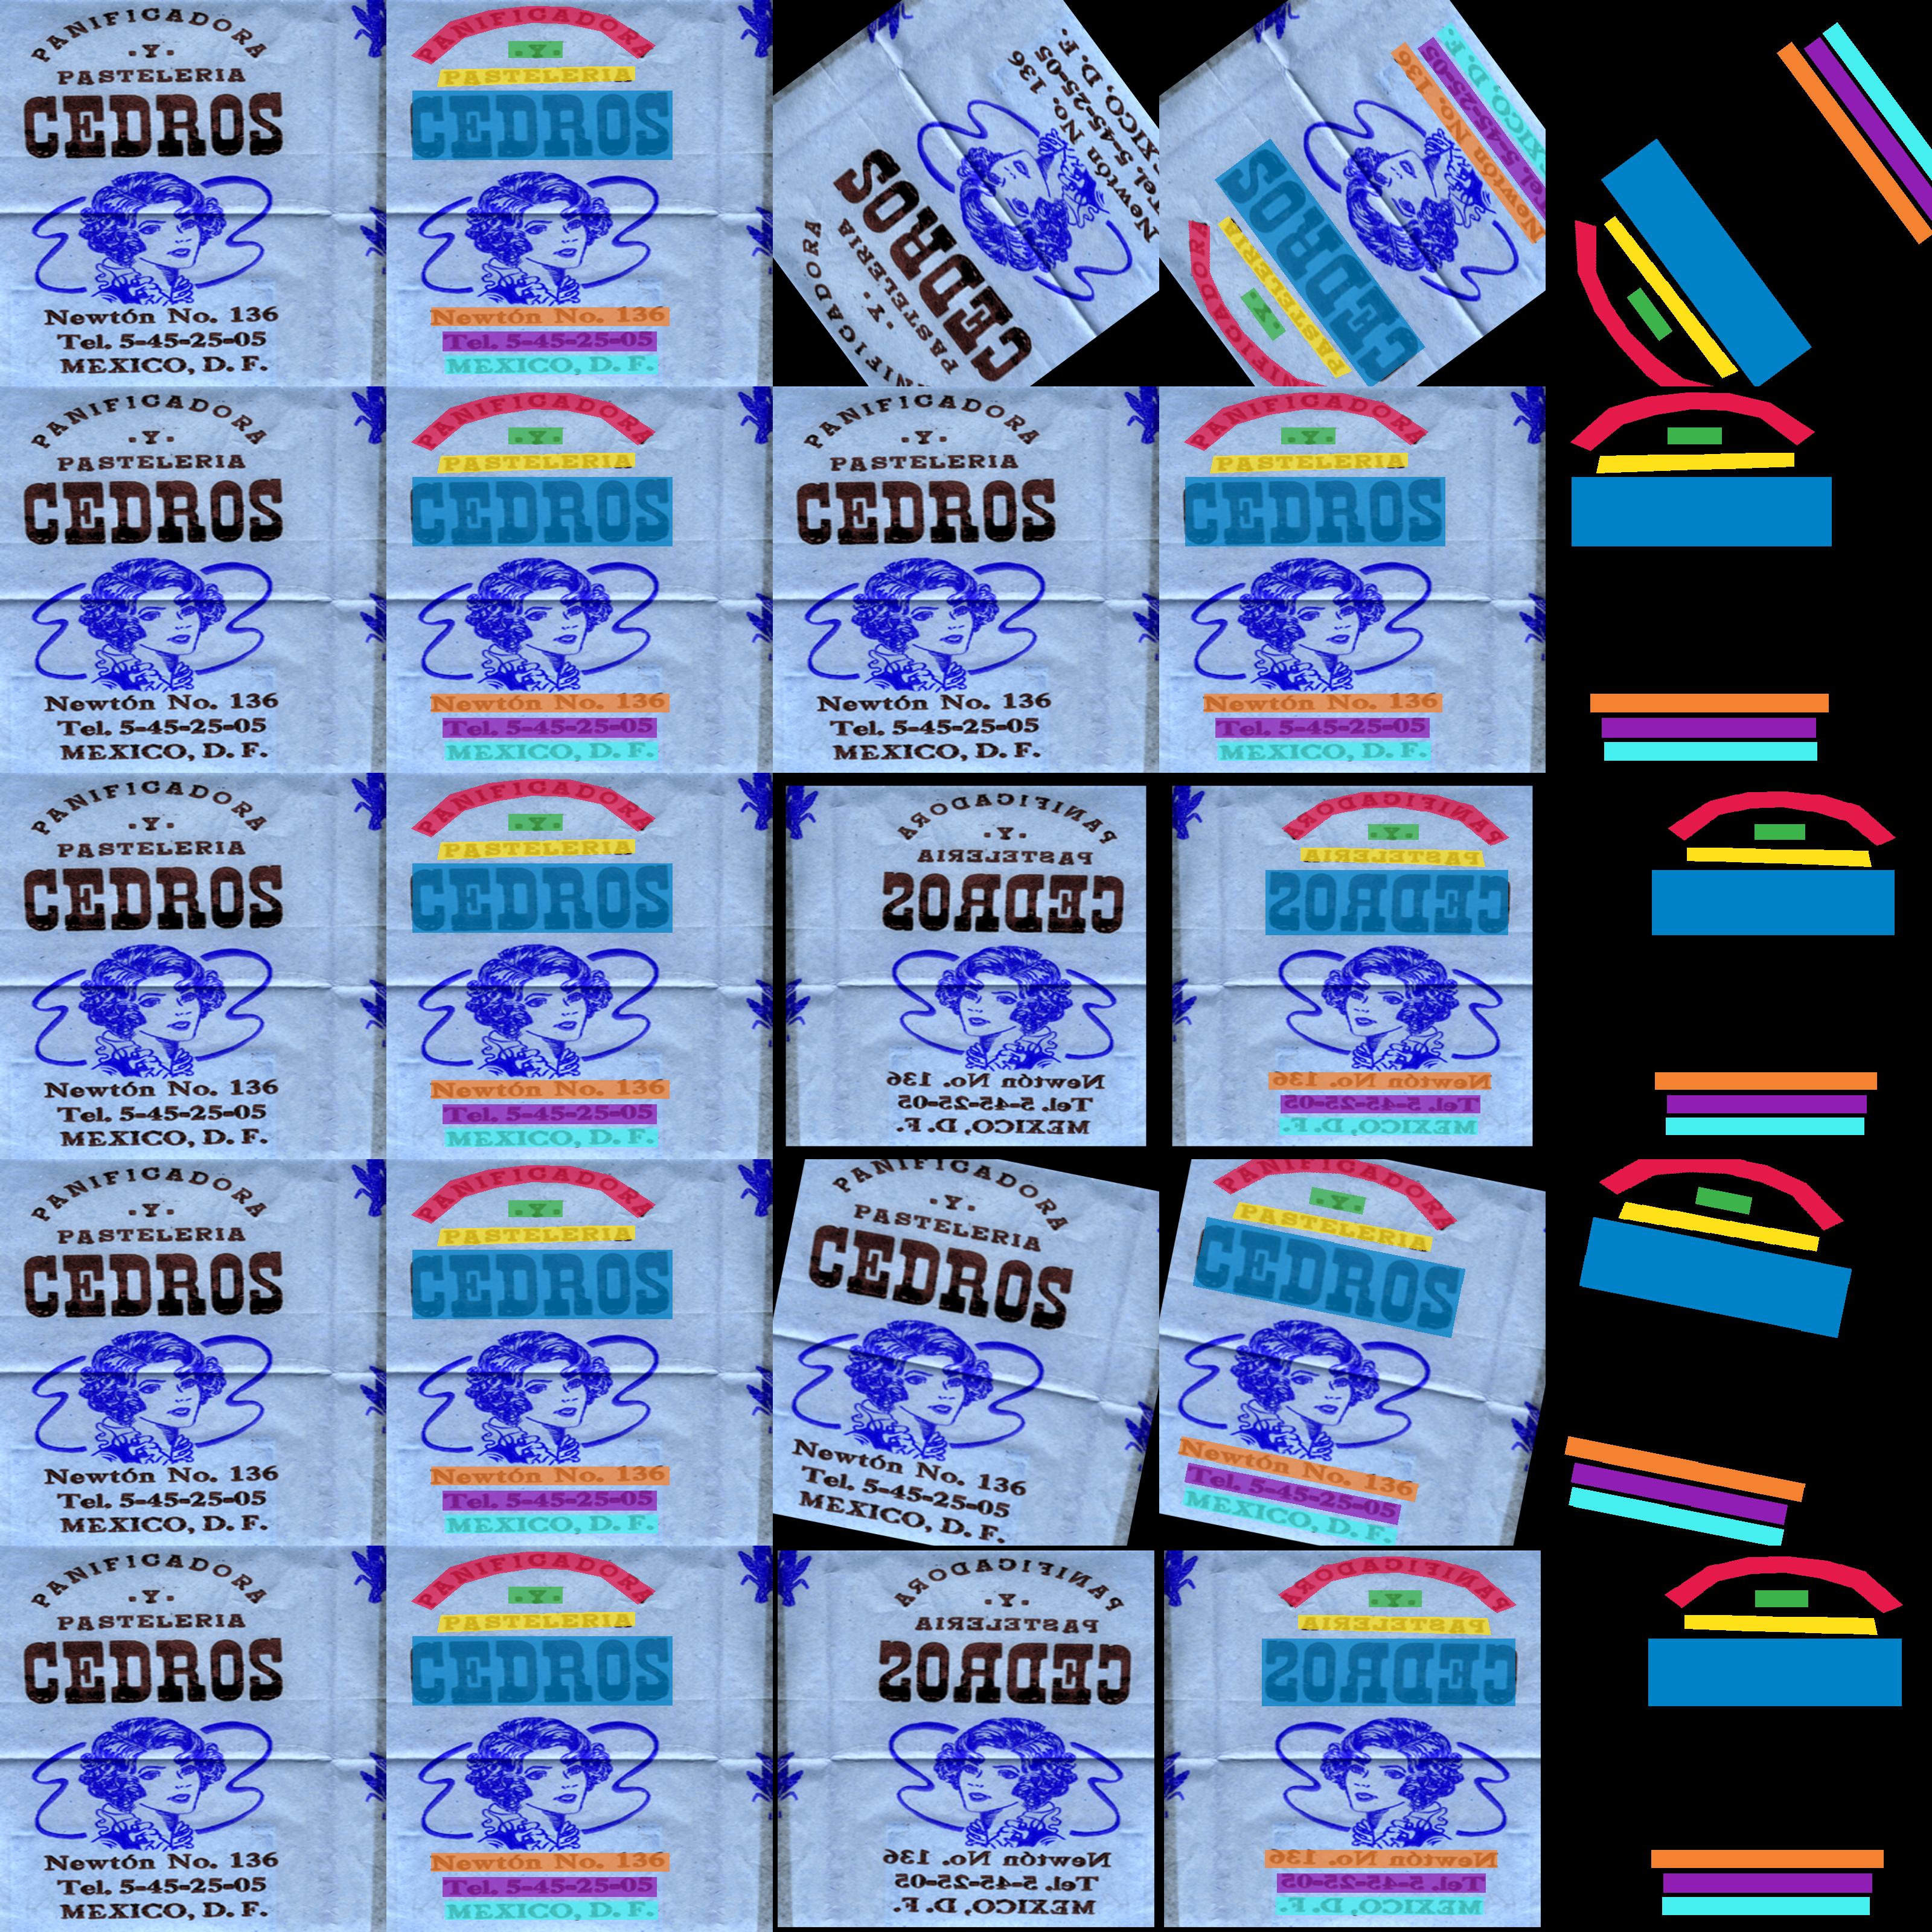 PANIFICADORA
.Y.
PASTELERIA
CEDROS
Newtón No. 136
Tel. 5-45-25-05
MEXICO, D. F.